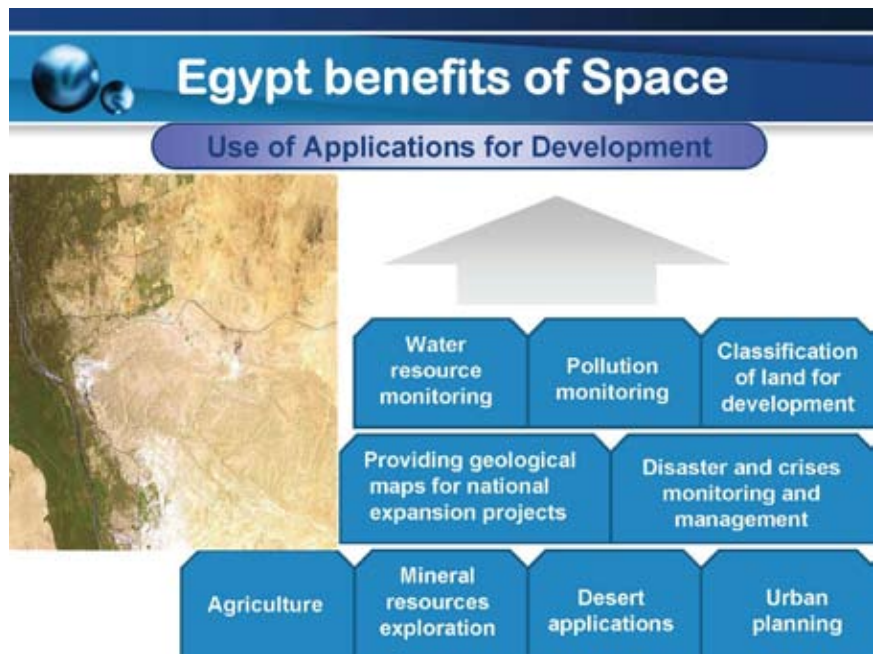 Egypt benefits of Space
Use of Applications for Development
Water
resource
monitoring
Pollution
monitoring
Classification
of land for
development
Providing geological
maps for national
expansion projects
Disaster and crises
monitoring and
management
Agriculture
Mineral
resources
exploration
Desert
applications
Urban
planning